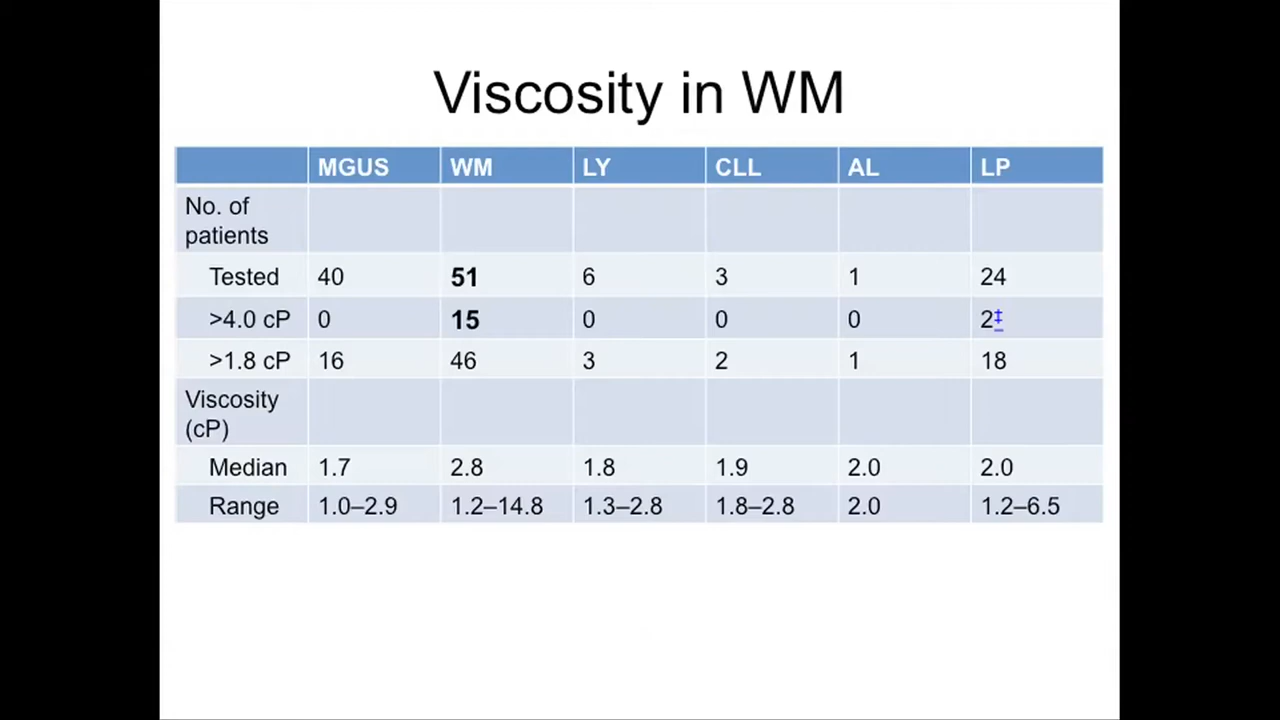 Viscosity in WM
MGUS WM LY CLL AL LP
No. of
patients
Tested 40 51 6 3 1 24
>4.0 cP 0 15 0 0 0 2‡
>1.8 cP 16 46 3 2 1 18
Viscosity
(cP)
Median 1.7 2.8 1.8 1.9 2.0 2.0
Range 1.0–2.9 1.2–14.8 1.3–2.8 1.8–2.8 2.0 1.2–6.5